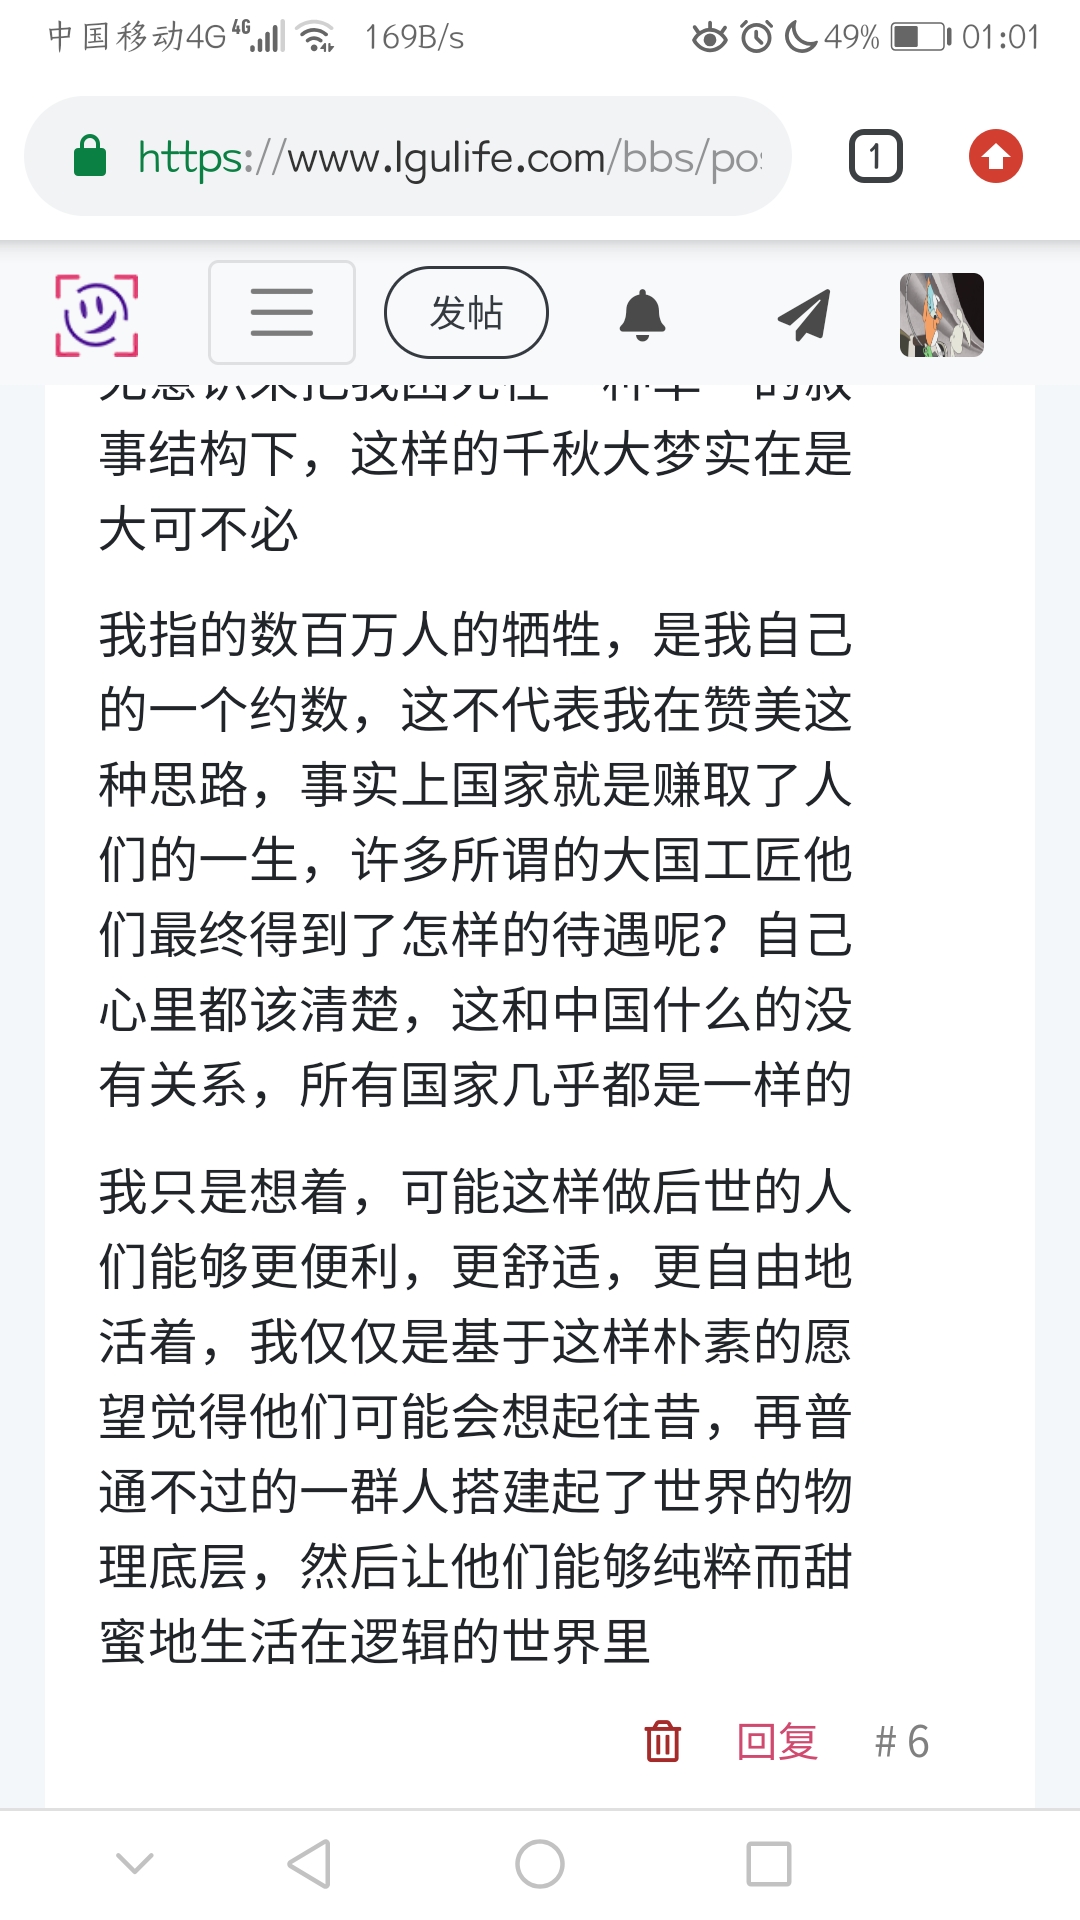 中国移动4G 4G 169B/s 49% 01:01
https://www.lgulife.com/bbs/pos
1
发帖
事结构下，这样的千秋大梦实在是
大可不必
我指的数百万人的牺牲，是我自己
的一个约数，这不代表我在赞美这
种思路，事实上国家就是赚取了人
们的一生，许多所谓的大国工匠他
们最终得到了怎样的待遇呢？自己
心里都该清楚，这和中国什么的没
有关系，所有国家几乎都是一样的
我只是想着，可能这样做后世的人
们能够更便利，更舒适，更自由地
活着，我仅仅是基于这样朴素的愿
望觉得他们可能会想起往昔，再普
通不过的一群人搭建起了世界的物
理底层，然后让他们能够纯粹而甜
蜜地生活在逻辑的世界里
回复 # 6